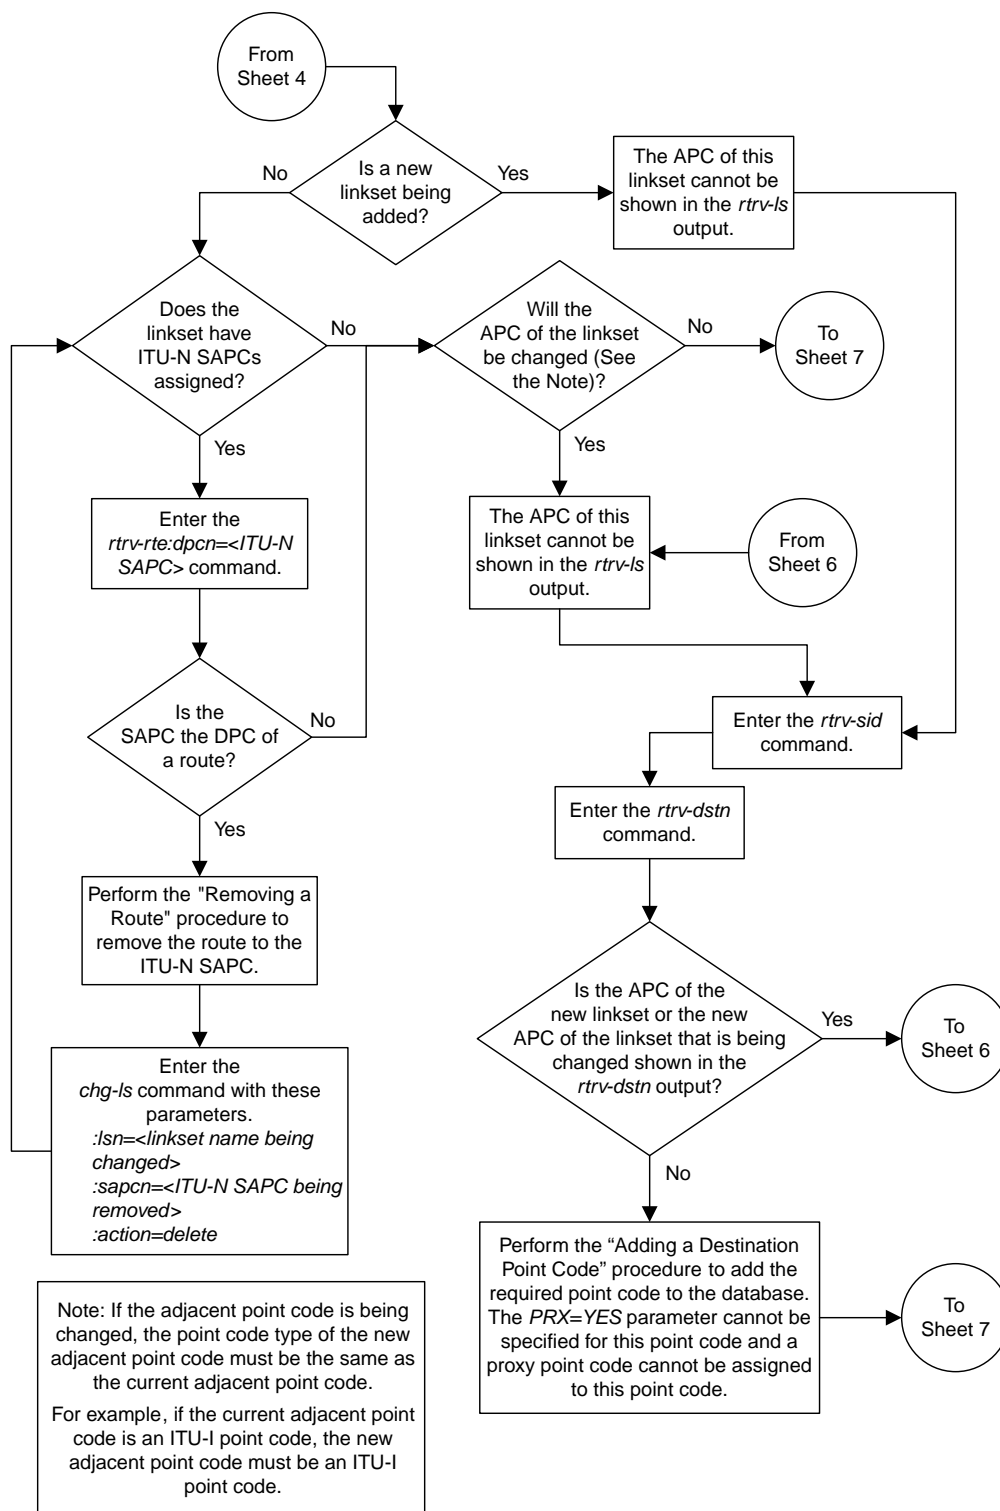 From
Sheet 4
Is a new
linkset being
added?
No
Yes
The APC of this
linkset cannot be
shown in the rtrv-ls
output.
Does the
linkset have
ITU-N SAPCs
assigned?
No
Yes
Will the
APC of the linkset
be changed (See
the Note)?
No
Yes
To
Sheet 7
Enter the
rtrv-rte:dpcn=<ITU-N
SAPC> command.
The APC of this
linkset cannot be
shown in the rtrv-ls
output.
From
Sheet 6
Is the
SAPC the DPC of
a route?
No
Yes
Enter the rtrv-sid
command.
Enter the rtrv-dstn
command.
Perform the "Removing a
Route" procedure to
remove the route to the
ITU-N SAPC.
Is the APC of the
new linkset or the new
APC of the linkset that is being
changed shown in the
rtrv-dstn output?
Yes
No
To
Sheet 6
Enter the
chg-ls command with these
parameters.
:lsn=<linkset name being
changed>
:sapcn=<ITU-N SAPC being
removed>
:action=delete
Perform the “Adding a Destination
Point Code” procedure to add the
required point code to the database.
The PRX=YES parameter cannot be
specified for this point code and a
proxy point code cannot be assigned
to this point code.
To
Sheet 7
Note: If the adjacent point code is being
changed, the point code type of the new
adjacent point code must be the same as
the current adjacent point code.
For example, if the current adjacent point
code is an ITU-I point code, the new
adjacent point code must be an ITU-I
point code.